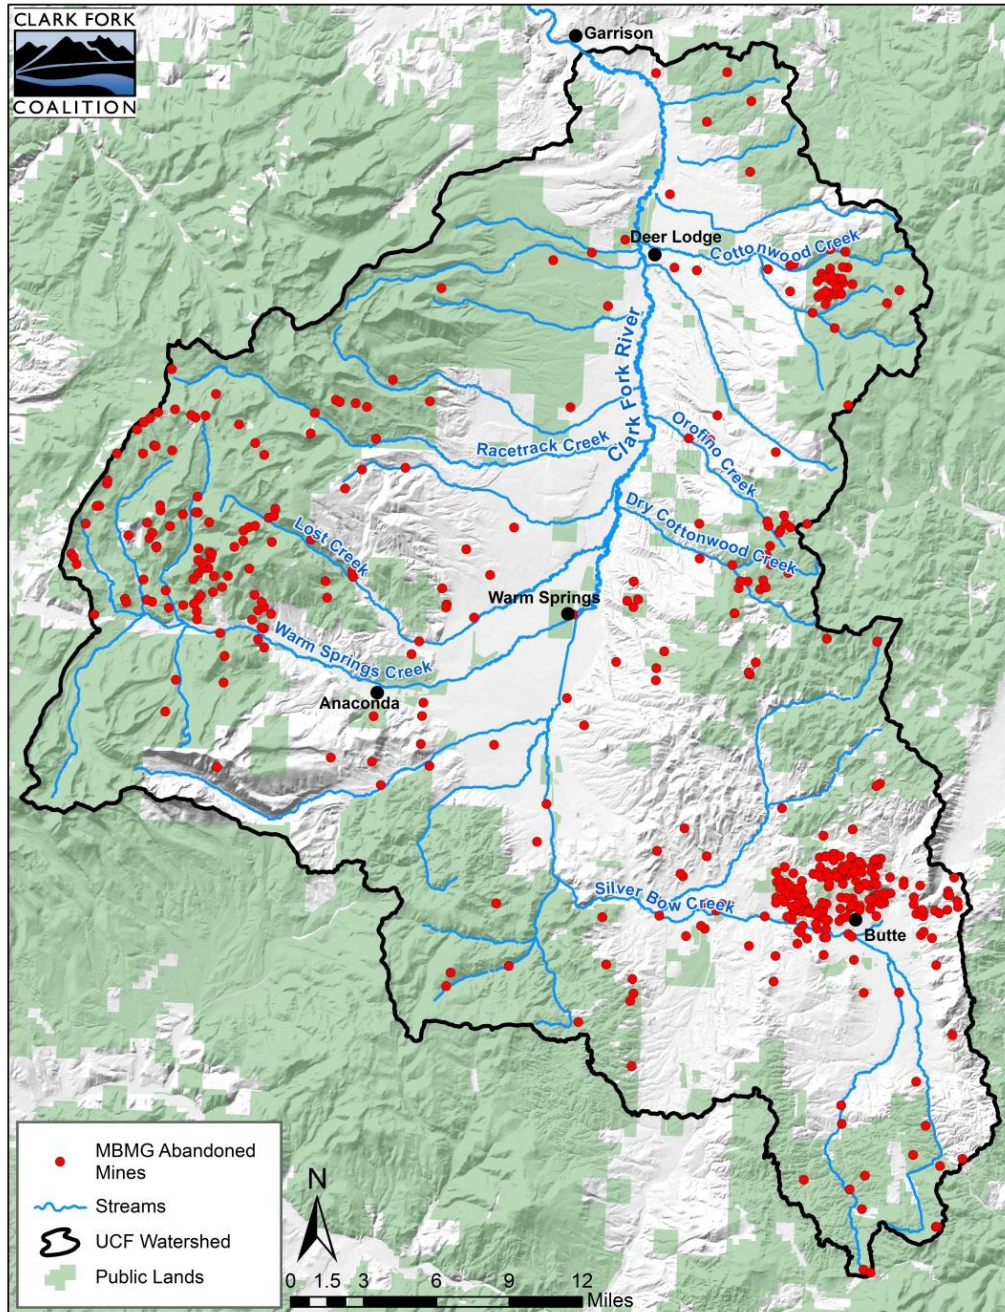 CLARK FORK
COALITION
Garrison
Deer Lodge
Cottonwood Creek
Clark Fork River
Racetrack Creek
Orofino Creek
Dry Cottonwood Creek
Lost Creek
Warm Springs
Warm Springs Creek
Anaconda
Silver Bow Creek
Butte
MBMG Abandoned
Mines
Streams
UCF Watershed
Public Lands
N
0 1.5 3 6 9 12
Miles